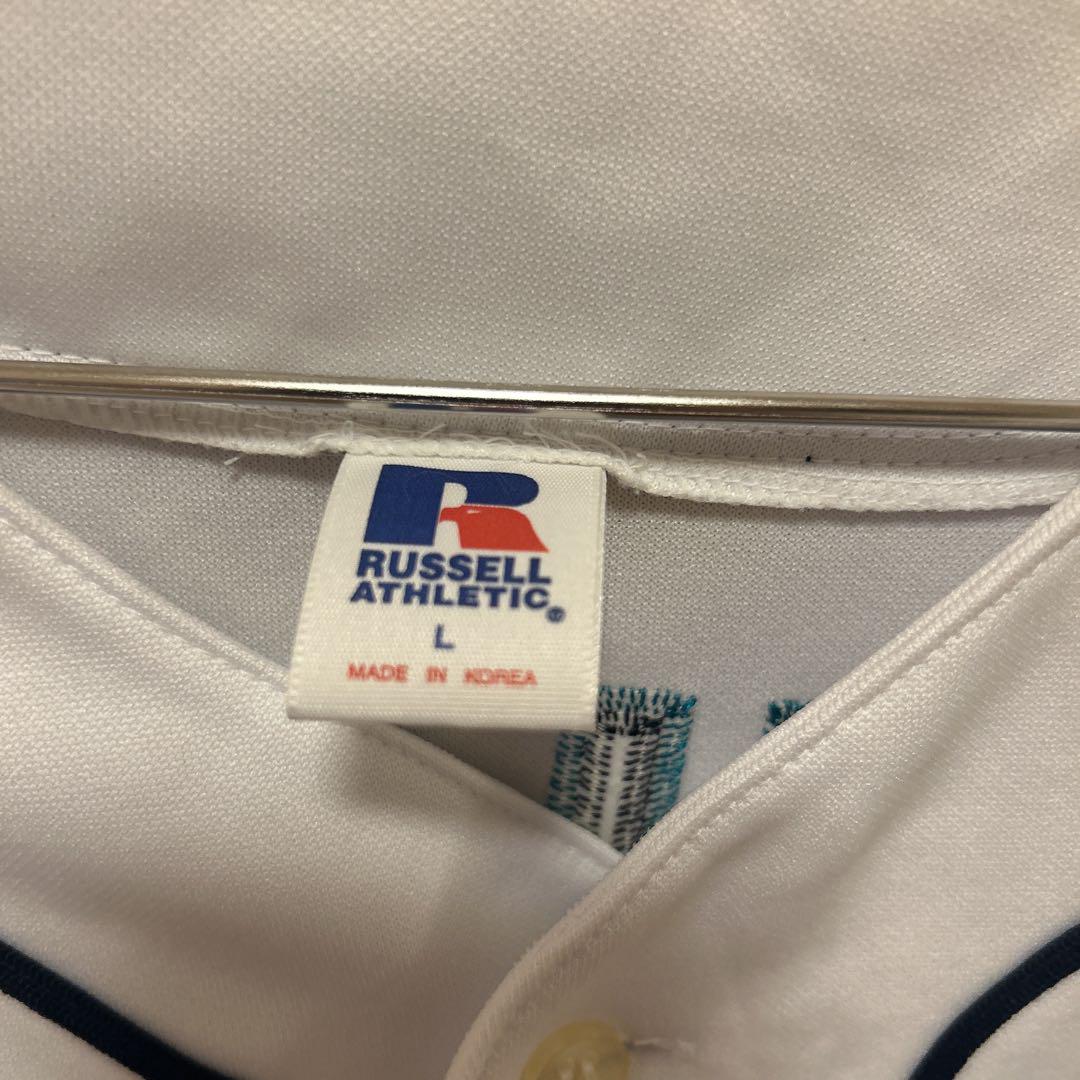 R
RUSSELL
ATHLETIC®
L
MADE IN KOREA